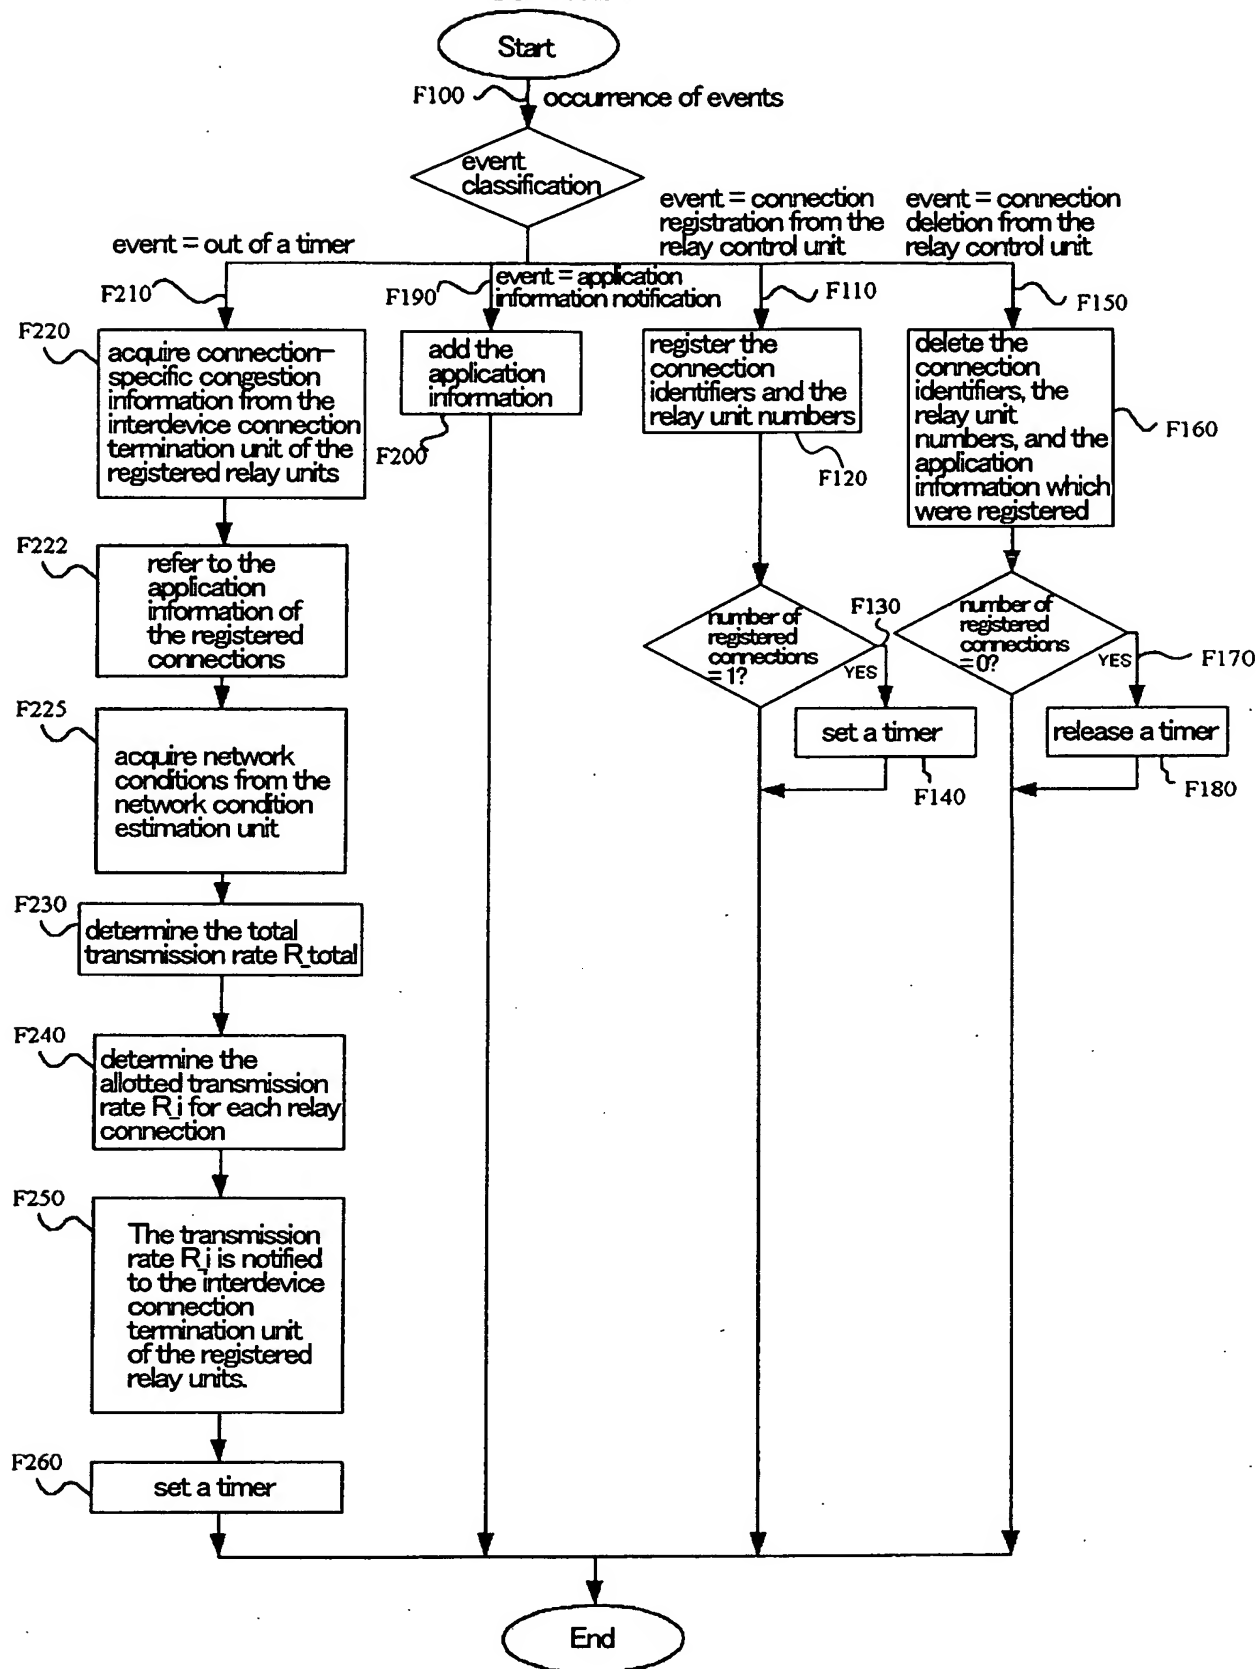 Start
F100
occurrence of events
event
classification
event = out of a timer
event = connection
registration from the
relay control unit
event = connection
deletion from the
relay control unit
F210
F190
event = application
information notification
F110
F150
F220
acquire connection-
specific congestion
information from the
interdevice connection
termination unit of the
registered relay units
add the
application
information
F200
register the
connection
identifiers and the
relay unit numbers
F120
delete the
connection
identifiers, the
relay unit
numbers, and the
application
information which
were registered
F160
F222
refer to the
application
information of
the registered
connections
number of
registered
connections
= 1?
F130
YES
number of
registered
connections
= 0?
YES
F170
set a timer
F140
release a timer
F180
F225
acquire network
conditions from the
network condition
estimation unit
F230
determine the total
transmission rate R_total
F240
determine the
allotted transmission
rate R_i for each relay
connection
F250
The transmission
rate R_i is notified
to the interdevice
connection
termination unit
of the registered
relay units.
F260
set a timer
End